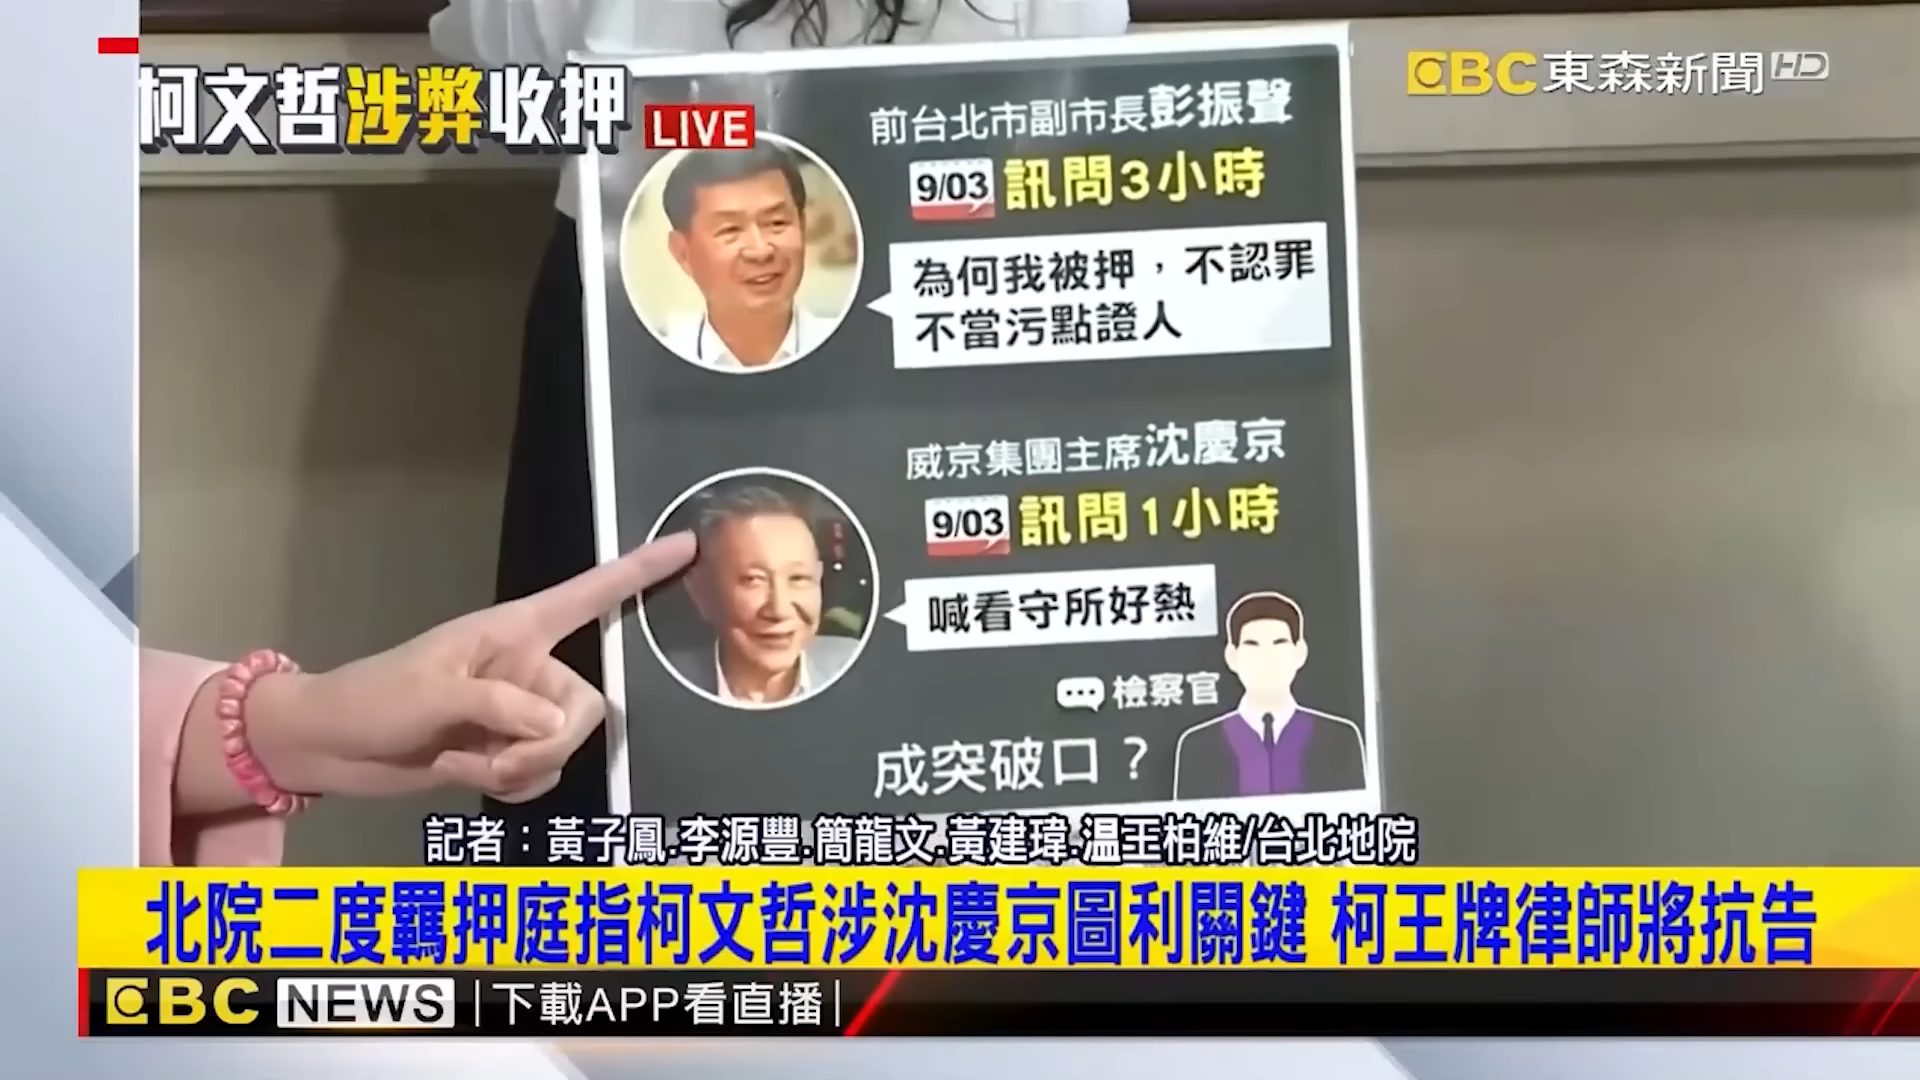 EBC東森新聞HD
柯文哲涉弊收押
LIVE
前台北市副市長彭振聲
9/03 訊問3小時
為何我被押，不認罪
不當污點證人
威京集團主席沈慶京
9/03 訊問1小時
喊看守所好熱
檢察官
成突破口？
記者：黃子鳳.李源豐.簡龍文.黃建瑋.温王柏維/台北地院
北院二度羈押庭指柯文哲涉沈慶京圖利關鍵 柯王牌律師將抗告
EBC NEWS |下載APP看直播|